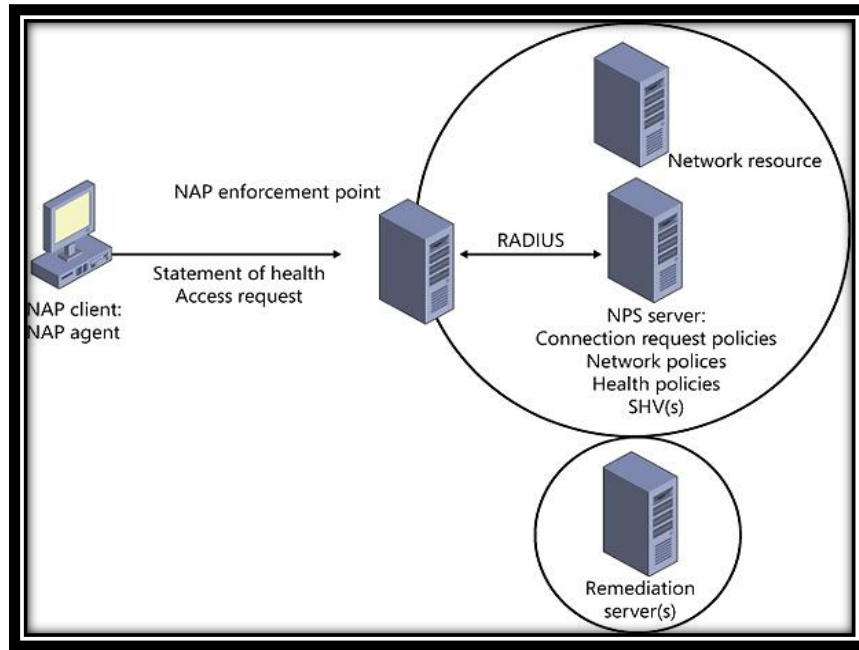 Network resource
NAP enforcement point
RADIUS
Statement of health
Access request
NAP client:
NAP agent
NPS server:
Connection request policies
Network polices
Health policies
SHV(s)
Remediation
server(s)